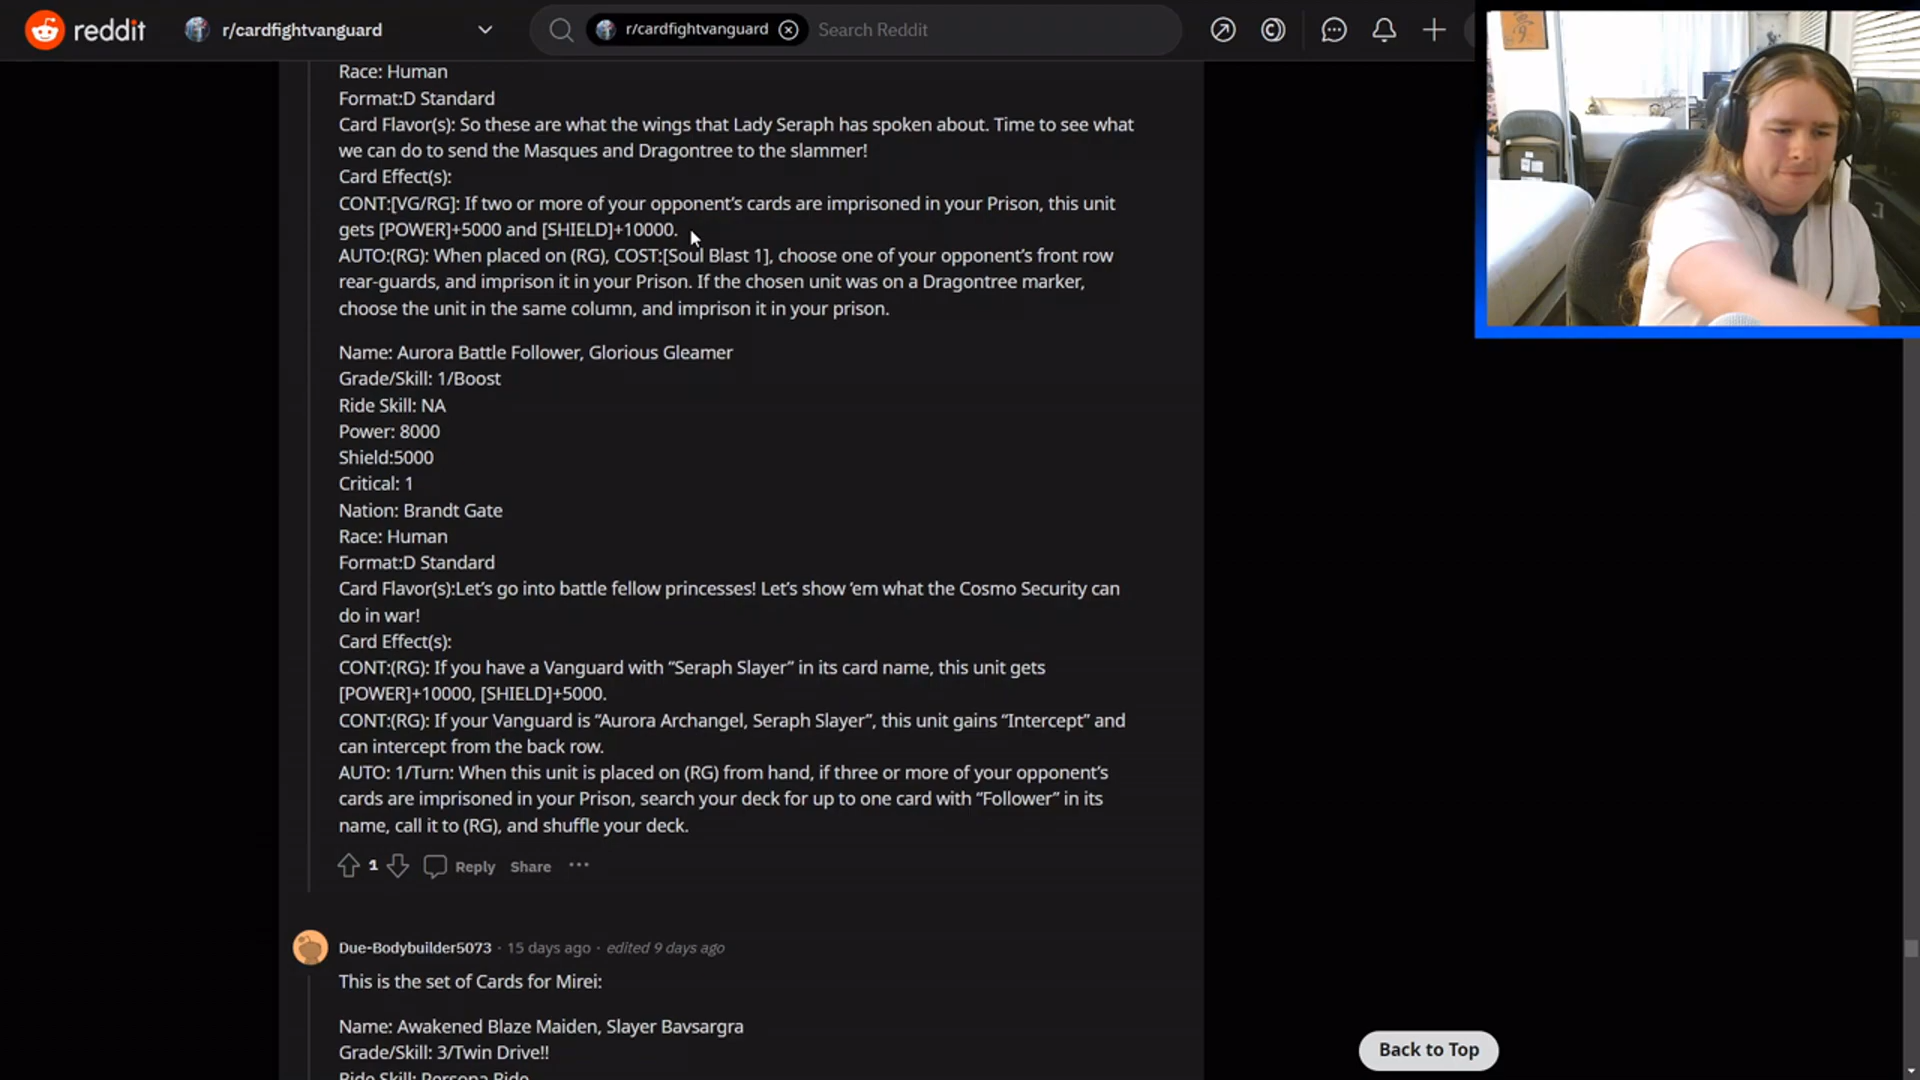 reddit
r/cardfightvanguard
r/cardfightvanguard
Search Reddit
Race: Human
Format:D Standard
Card Flavor(s): So these are what the wings that Lady Seraph has spoken about. Time to see what
we can do to send the Masques and Dragontree to the slammer!
Card Effect(s):
CONT:[VG/RG]: If two or more of your opponent's cards are imprisoned in your Prison, this unit
gets [POWER]+5000 and [SHIELD]+10000.
AUTO:(RG): When placed on (RG), COST:[Soul Blast 1], choose one of your opponent's front row
rear-guards, and imprison it in your Prison. If the chosen unit was on a Dragontree marker,
choose the unit in the same column, and imprison it in your prison.
Name: Aurora Battle Follower, Glorious Gleamer
Grade/Skill: 1/Boost
Ride Skill: NA
Power: 8000
Shield:5000
Critical: 1
Nation: Brandt Gate
Race: Human
Format:D Standard
Card Flavor(s):Let's go into battle fellow princesses! Let's show 'em what the Cosmo Security can
do in war!
Card Effect(s):
CONT:(RG): If you have a Vanguard with “Seraph Slayer” in its card name, this unit gets
[POWER]+10000, [SHIELD]+5000.
CONT:(RG): If your Vanguard is “Aurora Archangel, Seraph Slayer”, this unit gains “Intercept” and
can intercept from the back row.
AUTO: 1/Turn: When this unit is placed on (RG) from hand, if three or more of your opponent's
cards are imprisoned in your Prison, search your deck for up to one card with “Follower” in its
name, call it to (RG), and shuffle your deck.
1 Reply Share
Due-Bodybuilder5073 · 15 days ago · edited 9 days ago
This is the set of Cards for Mirei:
Name: Awakened Blaze Maiden, Slayer Bavsargra
Grade/Skill: 3/Twin Drive!!
Ride Skill: Persona Ride
Back to Top